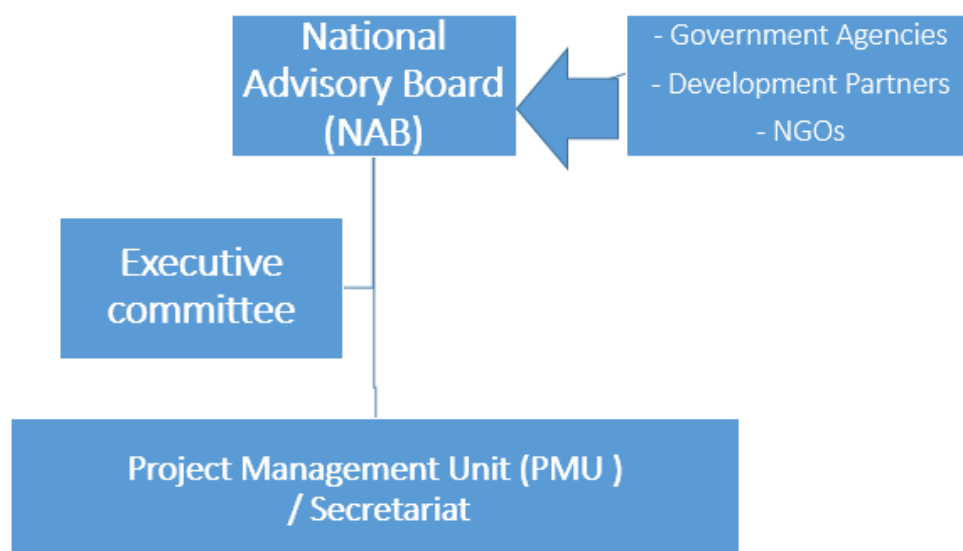 National
Advisory Board
(NAB)
- Government Agencies
- Development Partners
- NGOs
Executive
committee
Project Management Unit (PMU )
/ Secretariat